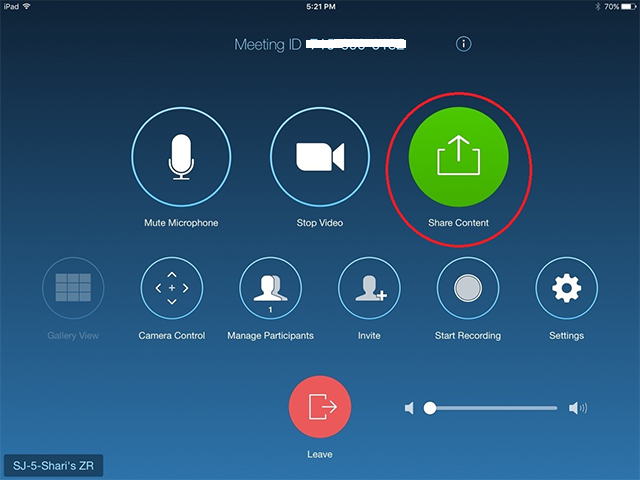 iPad 5:21 PM 70%
Meeting ID
Mute Microphone Stop Video Share Content
1
Gallery View Camera Control Manage Participants Invite Start Recording Settings
Leave
SJ-5-Shari's ZR